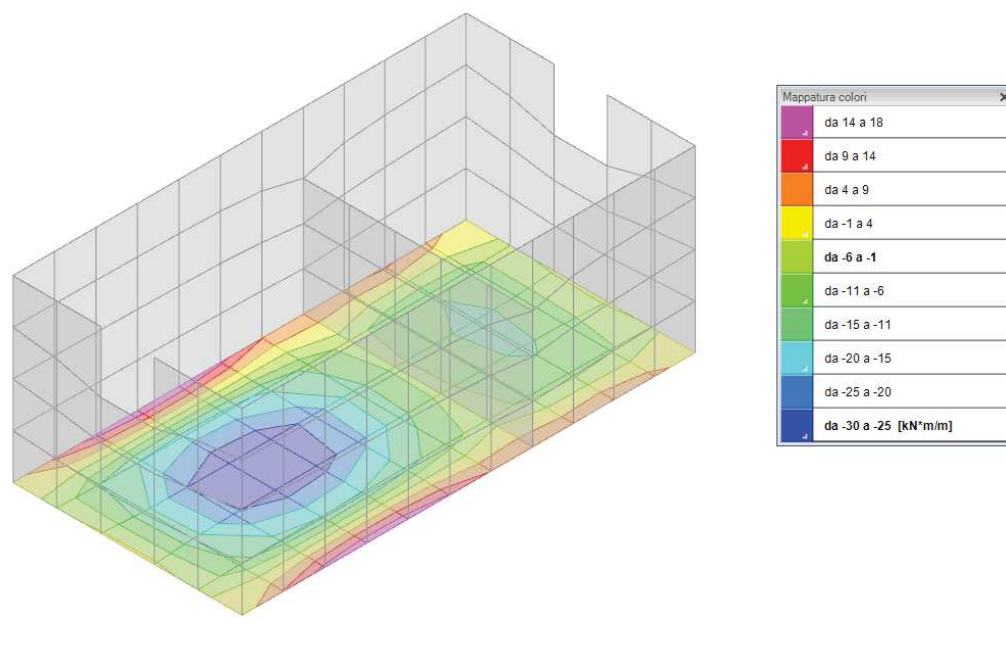 Mappatura colori
da 14 a 18
da 9 a 14
da 4 a 9
da -1 a 4
da -6 a -1
da -11 a -6
da -15 a -11
da -20 a -15
da -25 a -20
da -30 a -25 [kN*m/m]